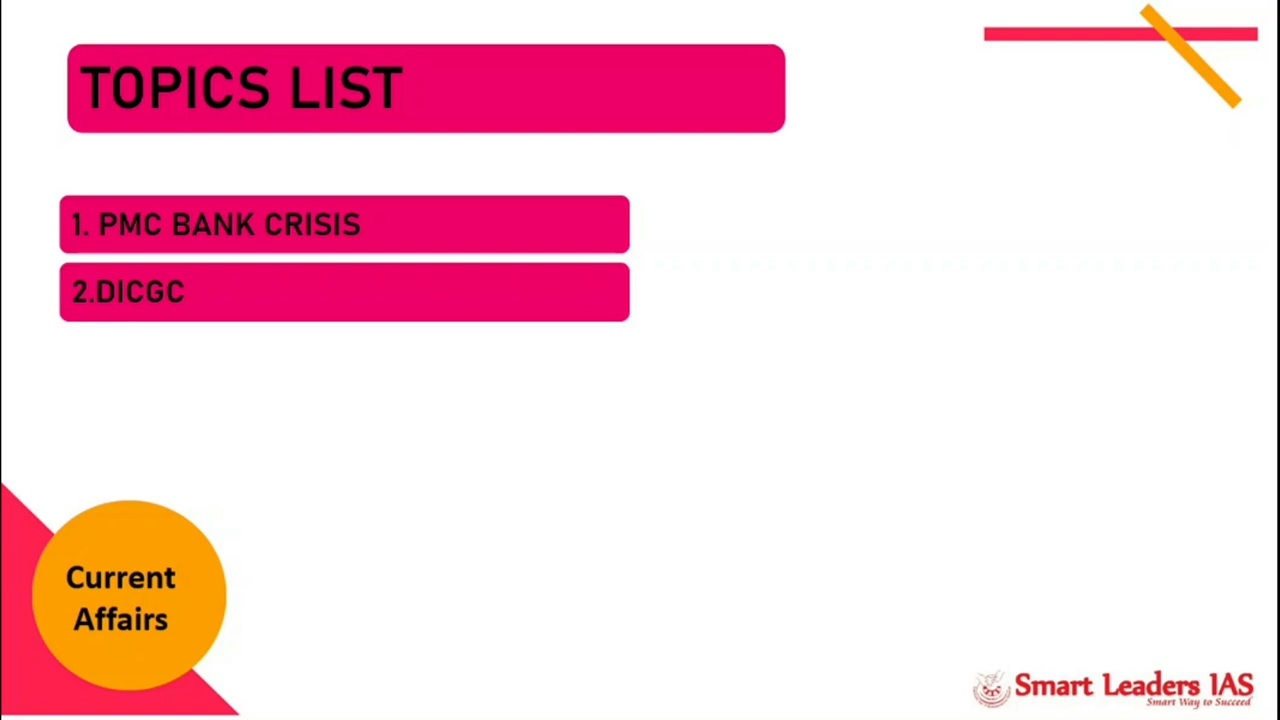 TOPICS LIST
1. PMC BANK CRISIS
2.DICGC
Current
Affairs
Smart Leaders IAS
Smart Way to Succeed